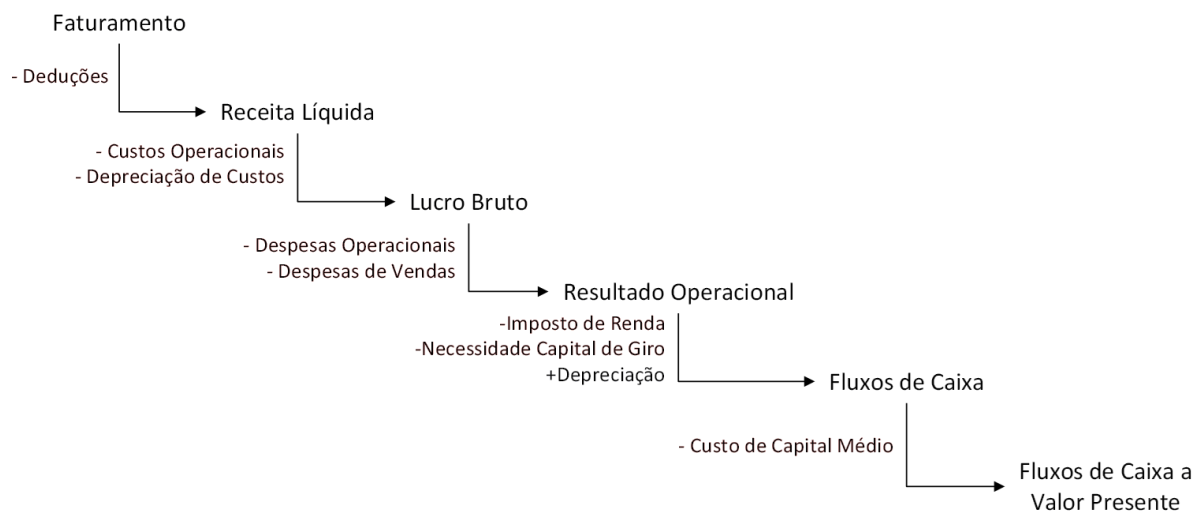 Faturamento
- Deduções
Receita Líquida
- Custos Operacionais
- Depreciação de Custos
Lucro Bruto
- Despesas Operacionais
- Despesas de Vendas
Resultado Operacional
-Imposto de Renda
-Necessidade Capital de Giro
+Depreciação
Fluxos de Caixa
- Custo de Capital Médio
Fluxos de Caixa a
Valor Presente